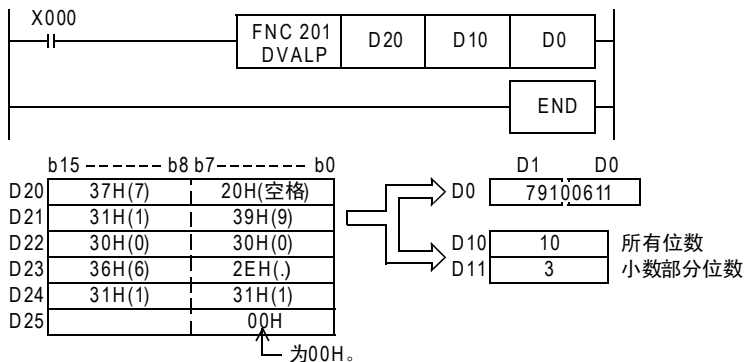 X000
FNC 201 DVALP D20 D10 D0
END
b15 ------ b8 b7------- b0 D1 D0
D20 37H(7) 20H(空格) D0 79100611
D21 31H(1) 39H(9)
D22 30H(0) 30H(0) D10 10 所有位数
D23 36H(6) 2EH(.) D11 3 小数部分位数
D24 31H(1) 31H(1)
D25 00H
为00H。